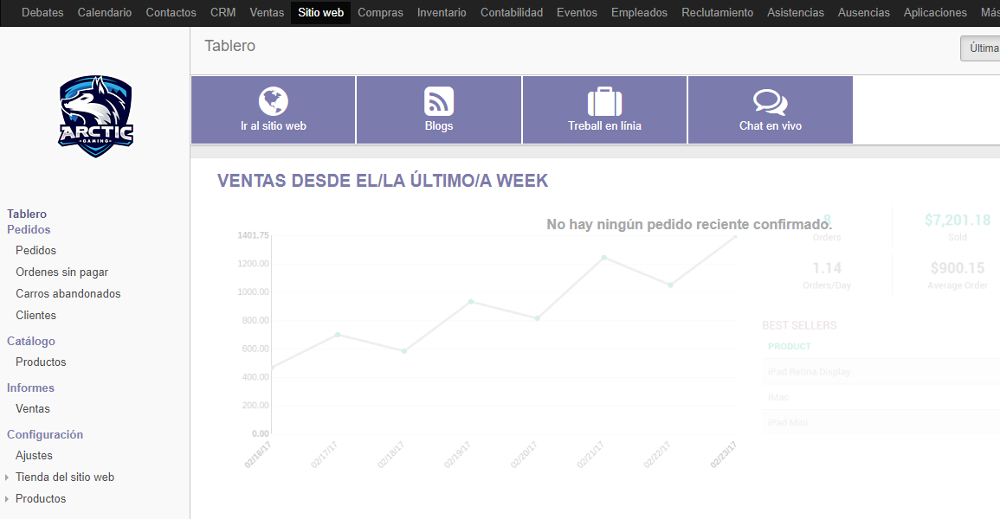 Debates Calendario Contactos CRM Ventas Sitio web Compras Inventario Contabilidad Eventos Empleados Reclutamiento Asistencias Ausencias Aplicaciones Más
Tablero
Última
ARCTIC
GAMING
Ir al sitio web
Blogs
Treball en línia
Chat en vivo
VENTAS DESDE EL/LA ÚLTIMO/A WEEK
Tablero
Pedidos
Pedidos
Ordenes sin pagar
Carros abandonados
Clientes
Catálogo
Productos
Informes
Ventas
Configuración
Ajustes
Tienda del sitio web
Productos
No hay ningún pedido reciente confirmado.
1401.75
1200.00
1000.00
800.00
600.00
400.00
200.00
0.00
02/16/17 02/17/17 02/18/17 02/19/17 02/20/17 02/21/17 02/22/17 02/23/17
8
Orders
$7,201.18
Sold
1.14
Orders/Day
$900.15
Average Order
BEST SELLERS
PRODUCT
iPad Retina Display
iMac
iPad Mini